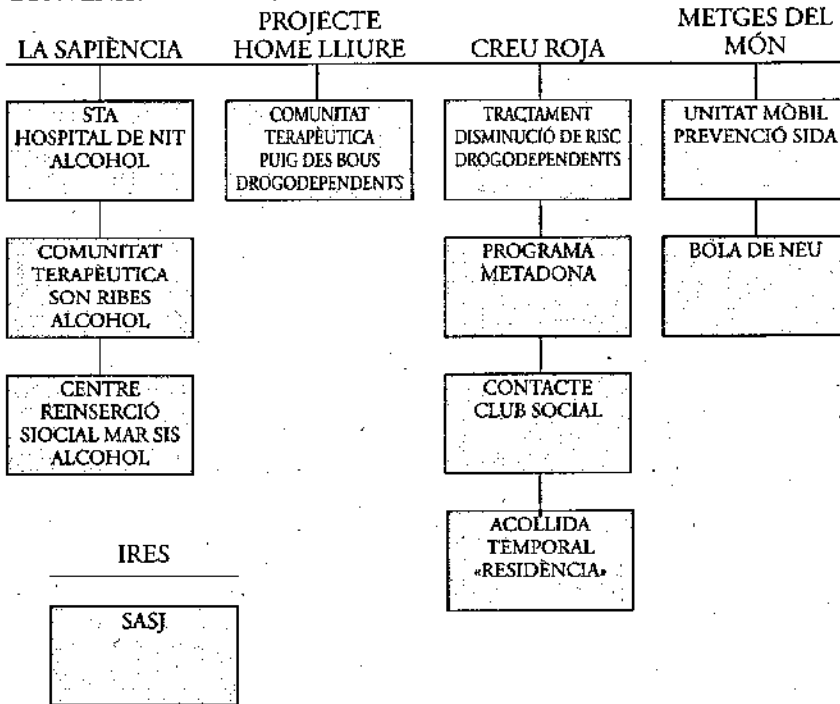 LA SAPIÈNCIA
STA
HOSPITAL DE NIT
ALCOHOL
COMUNITAT
TERAPÈUTICA
SON RIBES
ALCOHOL
CENTRE
REINSERCIÓ
SIOCIAL MAR SIS
ALCOHOL
PROJECTE
HOME LLIURE
COMUNITAT
TERAPÈUTICA
PUIG DES BOUS
DROGODEPENDENTS
CREU ROJA
TRACTAMENT
DISMINUCIÓ DE RISC
DROGODEPENDENTS
PROGRAMA
METADONA
CONTACTE
CLUB SOCIAL
ACOLLIDA
TEMPORAL
«RESIDÈNCIA»
METGES DEL
MÓN
UNITAT MÒBIL
PREVENCIÓ SIDA
BOLA DE NEU
IRES
SASJ